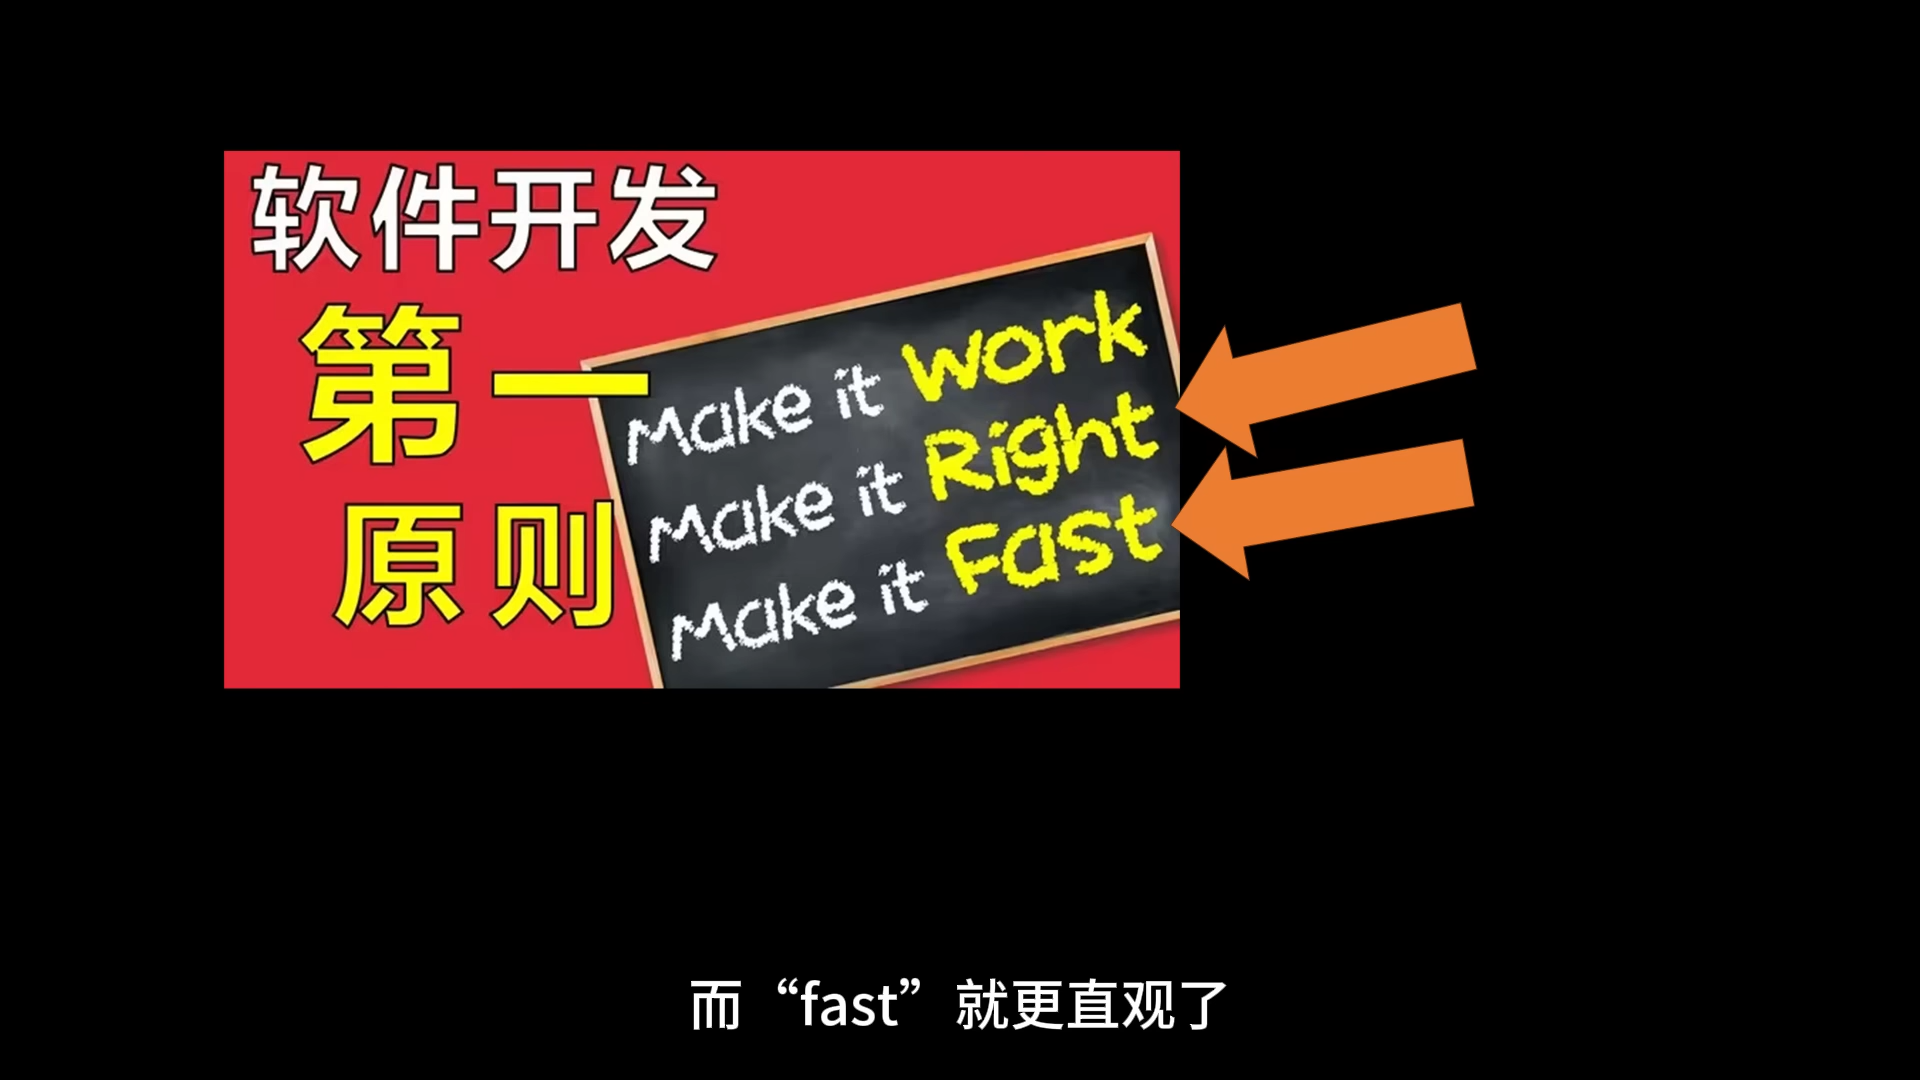 软件开发
第一
原则
Make it Work
Make it Right
Make it Fast
而“fast”就更直观了